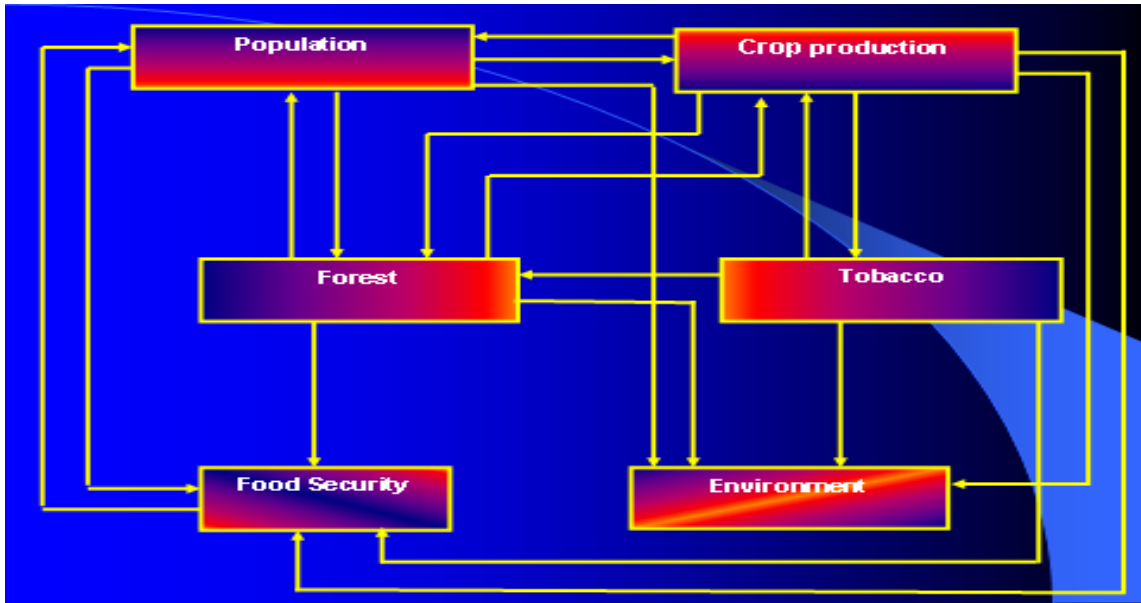 Population
Crop production
Forest
Tobacco
Food Security
Environment